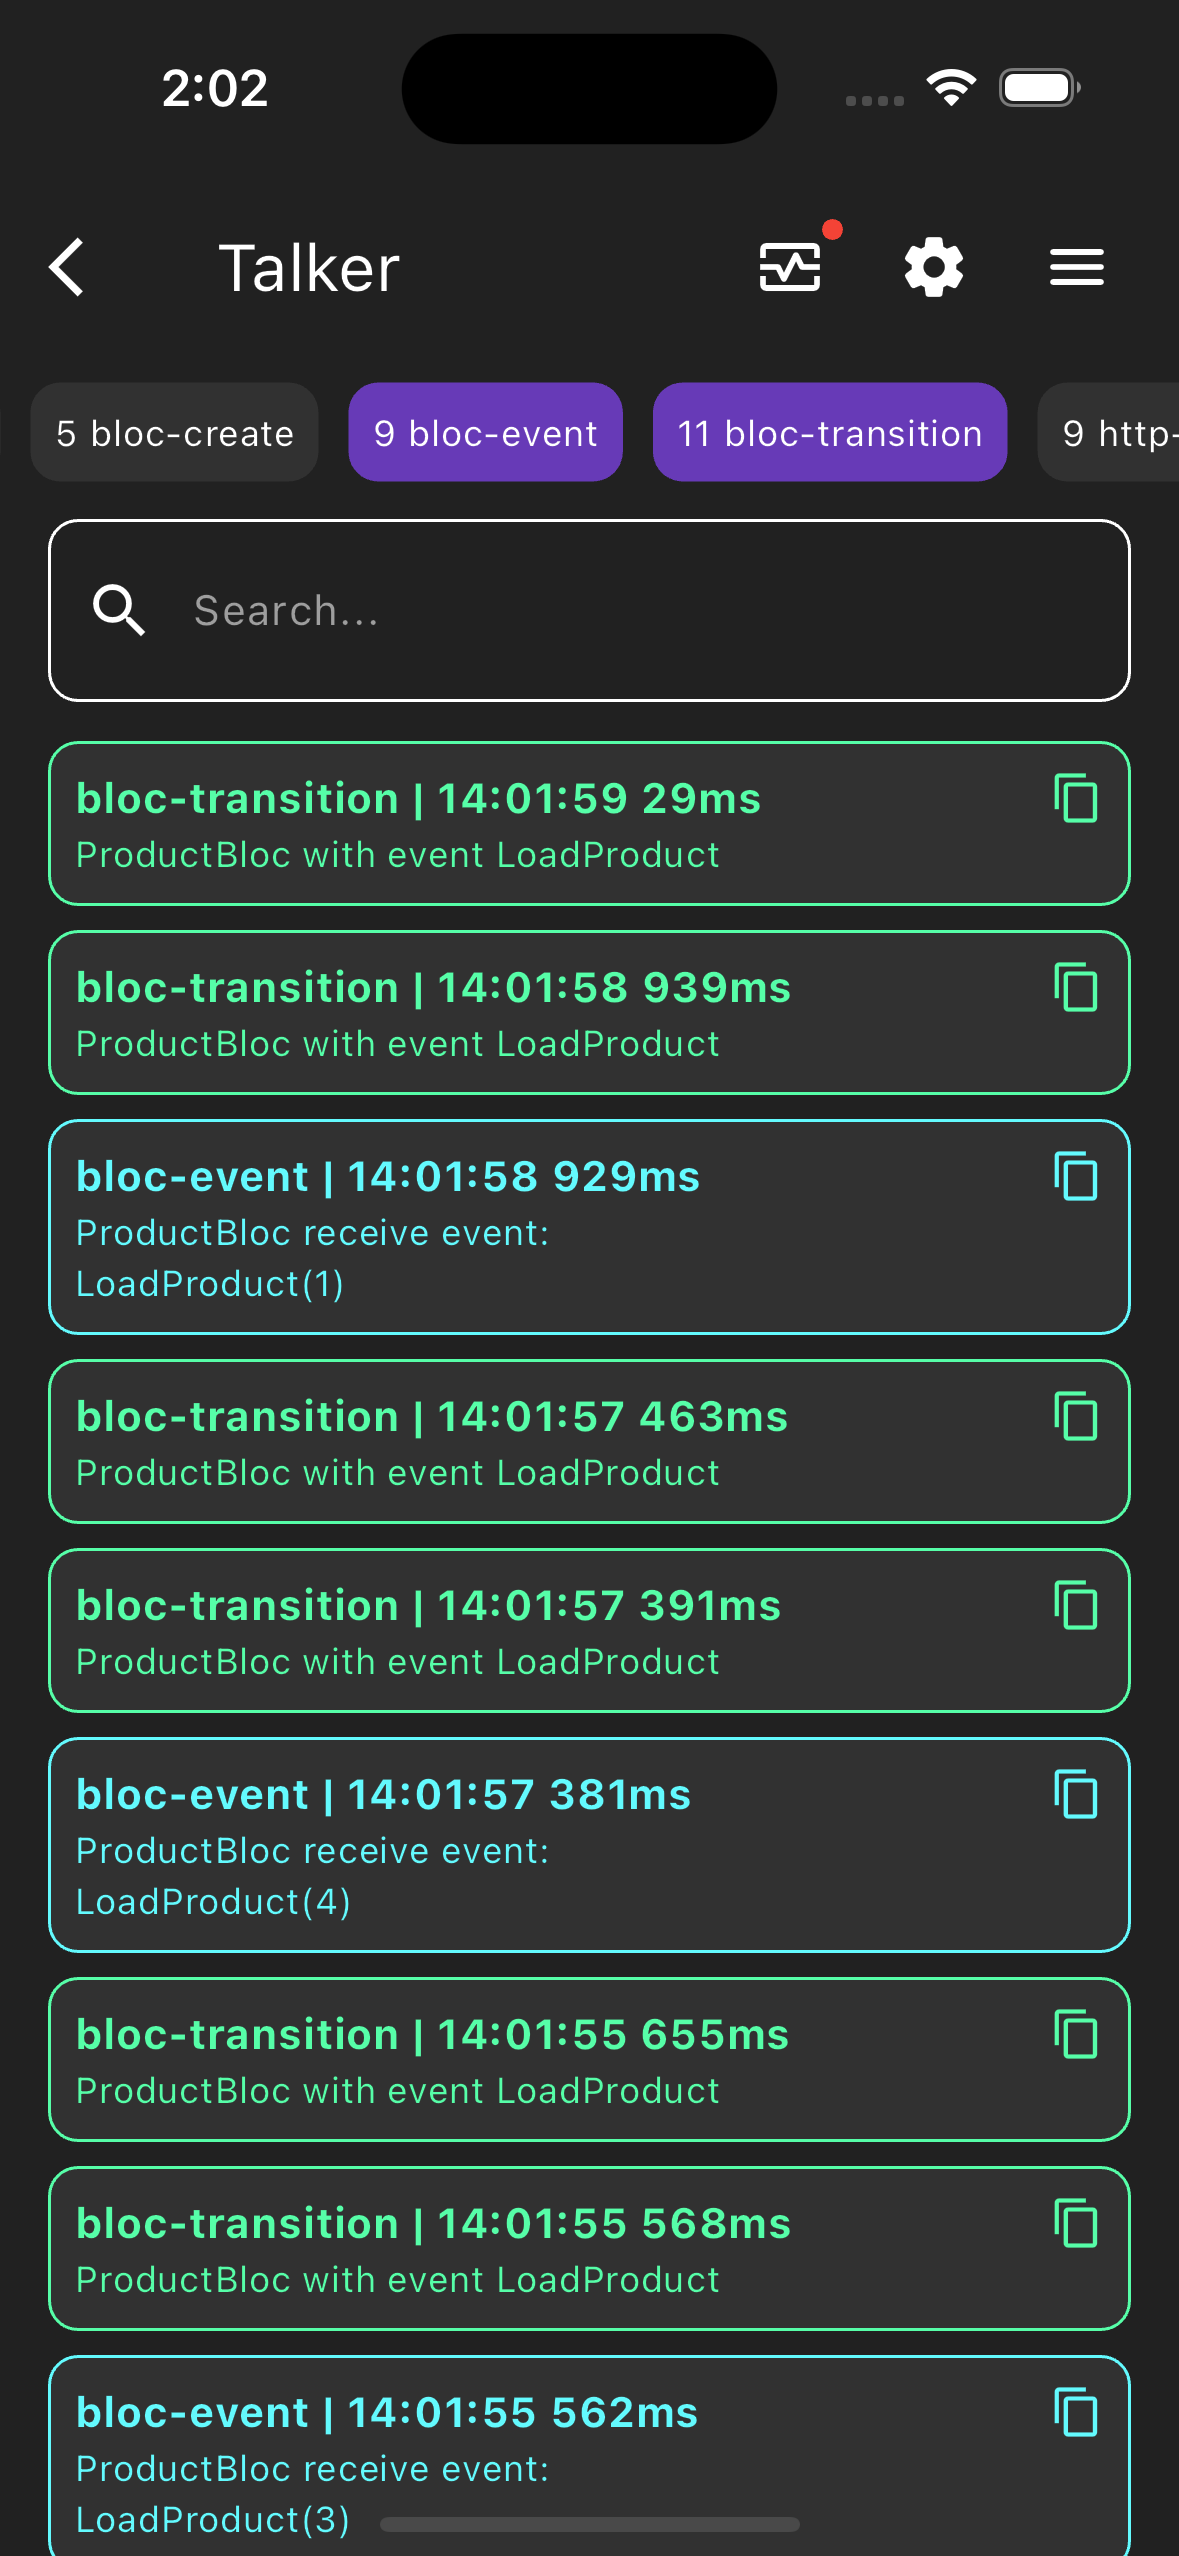 2:02
Talker
5 bloc-create
9 bloc-event
11 bloc-transition
9 http-
Search...
bloc-transition | 14:01:59 29ms
ProductBloc with event LoadProduct
bloc-transition | 14:01:58 939ms
ProductBloc with event LoadProduct
bloc-event | 14:01:58 929ms
ProductBloc receive event:
LoadProduct(1)
bloc-transition | 14:01:57 463ms
ProductBloc with event LoadProduct
bloc-transition | 14:01:57 391ms
ProductBloc with event LoadProduct
bloc-event | 14:01:57 381ms
ProductBloc receive event:
LoadProduct(4)
bloc-transition | 14:01:55 655ms
ProductBloc with event LoadProduct
bloc-transition | 14:01:55 568ms
ProductBloc with event LoadProduct
bloc-event | 14:01:55 562ms
ProductBloc receive event:
LoadProduct(3)